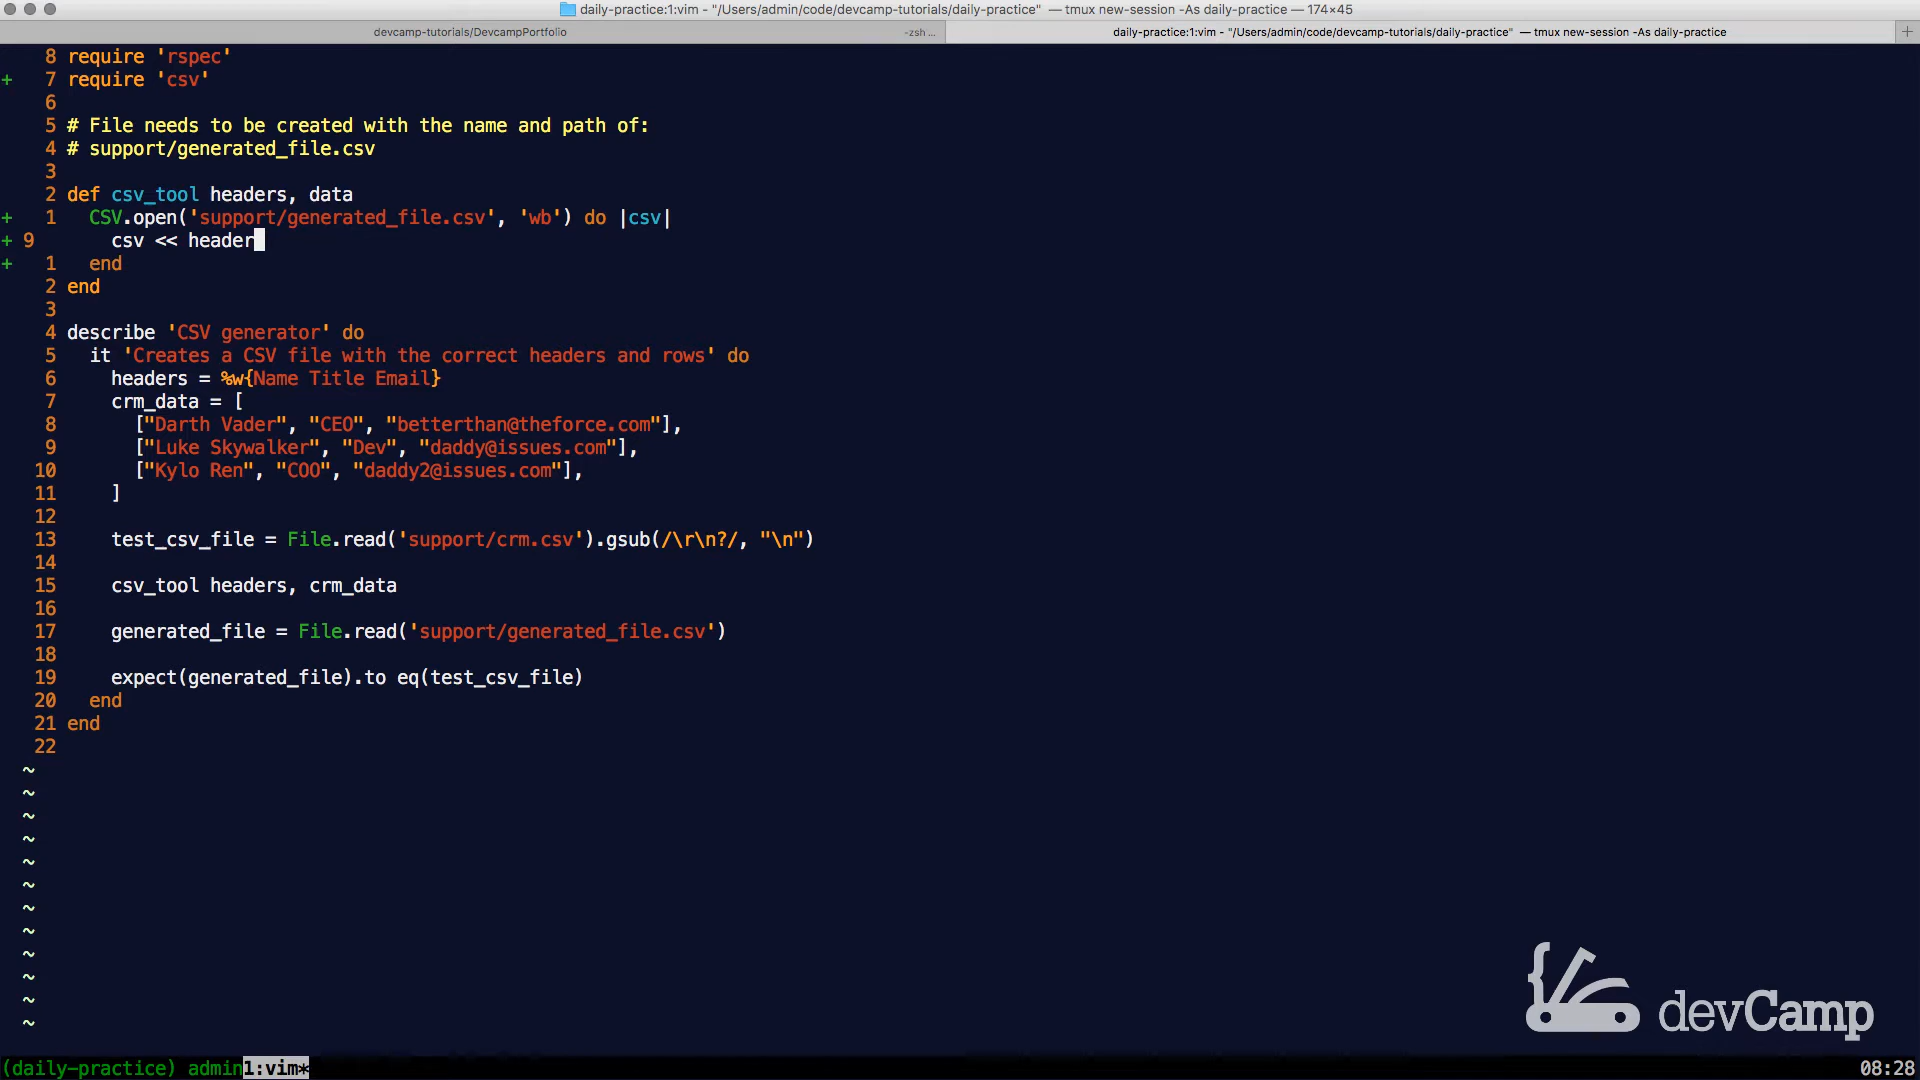 daily-practice:1:vim - "/Users/admin/code/devcamp-tutorials/daily-practice" — tmux new-session -As daily-practice — 174×45
devcamp-tutorials/DevcampPortfolio -zsh ... daily-practice:1:vim - "/Users/admin/code/devcamp-tutorials/daily-practice" — tmux new-session -As daily-practice +
8 require 'rspec'
+ 7 require 'csv'
6
5 # File needs to be created with the name and path of:
4 # support/generated_file.csv
3
2 def csv_tool headers, data
+ 1   CSV.open('support/generated_file.csv', 'wb') do |csv|
+ 9     csv << header
+ 1   end
2 end
3
4 describe 'CSV generator' do
5   it 'Creates a CSV file with the correct headers and rows' do
6     headers = %w{Name Title Email}
7     crm_data = [
8       ["Darth Vader", "CEO", "betterthan@theforce.com"],
9       ["Luke Skywalker", "Dev", "daddy@issues.com"],
10       ["Kylo Ren", "COO", "daddy2@issues.com"],
11     ]
12
13     test_csv_file = File.read('support/crm.csv').gsub(/\r\n?/, "\n")
14
15     csv_tool headers, crm_data
16
17     generated_file = File.read('support/generated_file.csv')
18
19     expect(generated_file).to eq(test_csv_file)
20   end
21 end
22
~
~
~
~
~
~
~
~
~
~
~
~
devCamp
(daily-practice) admin1:vim* 08:28